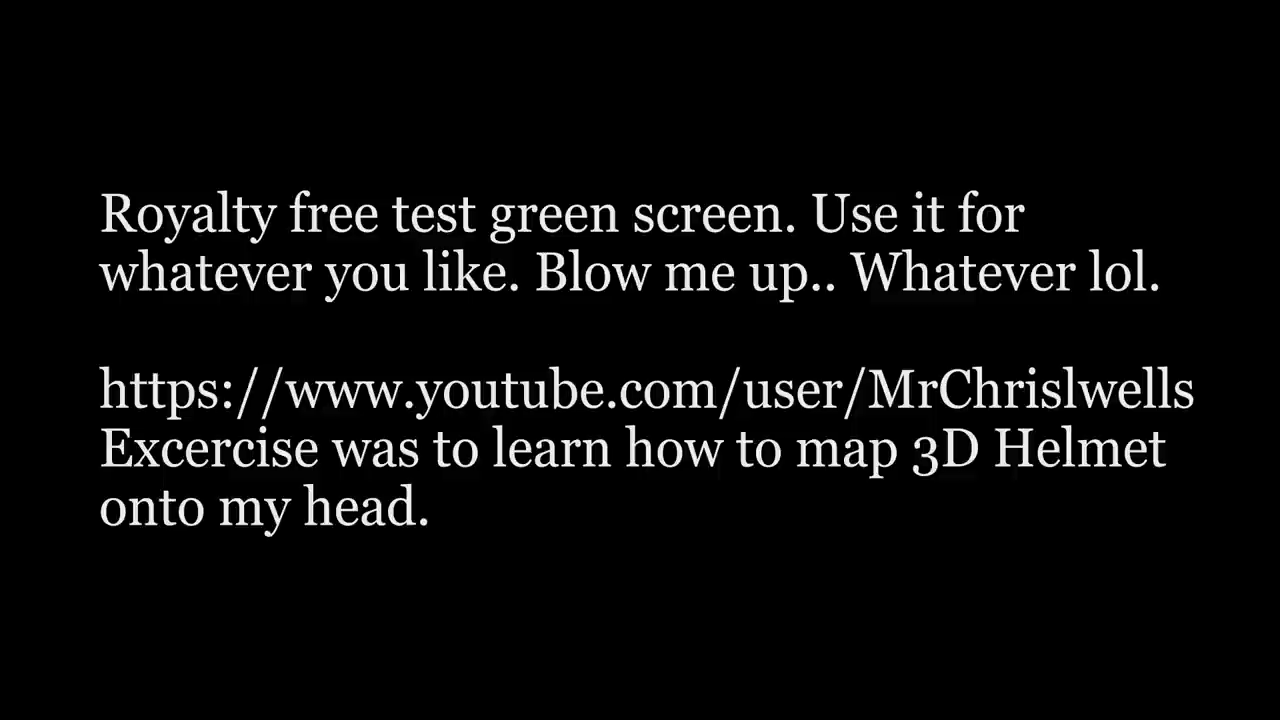 Royalty free test green screen. Use it for
whatever you like. Blow me up.. Whatever lol.
https://www.youtube.com/user/MrChrislwells
Excercise was to learn how to map 3D Helmet
onto my head.